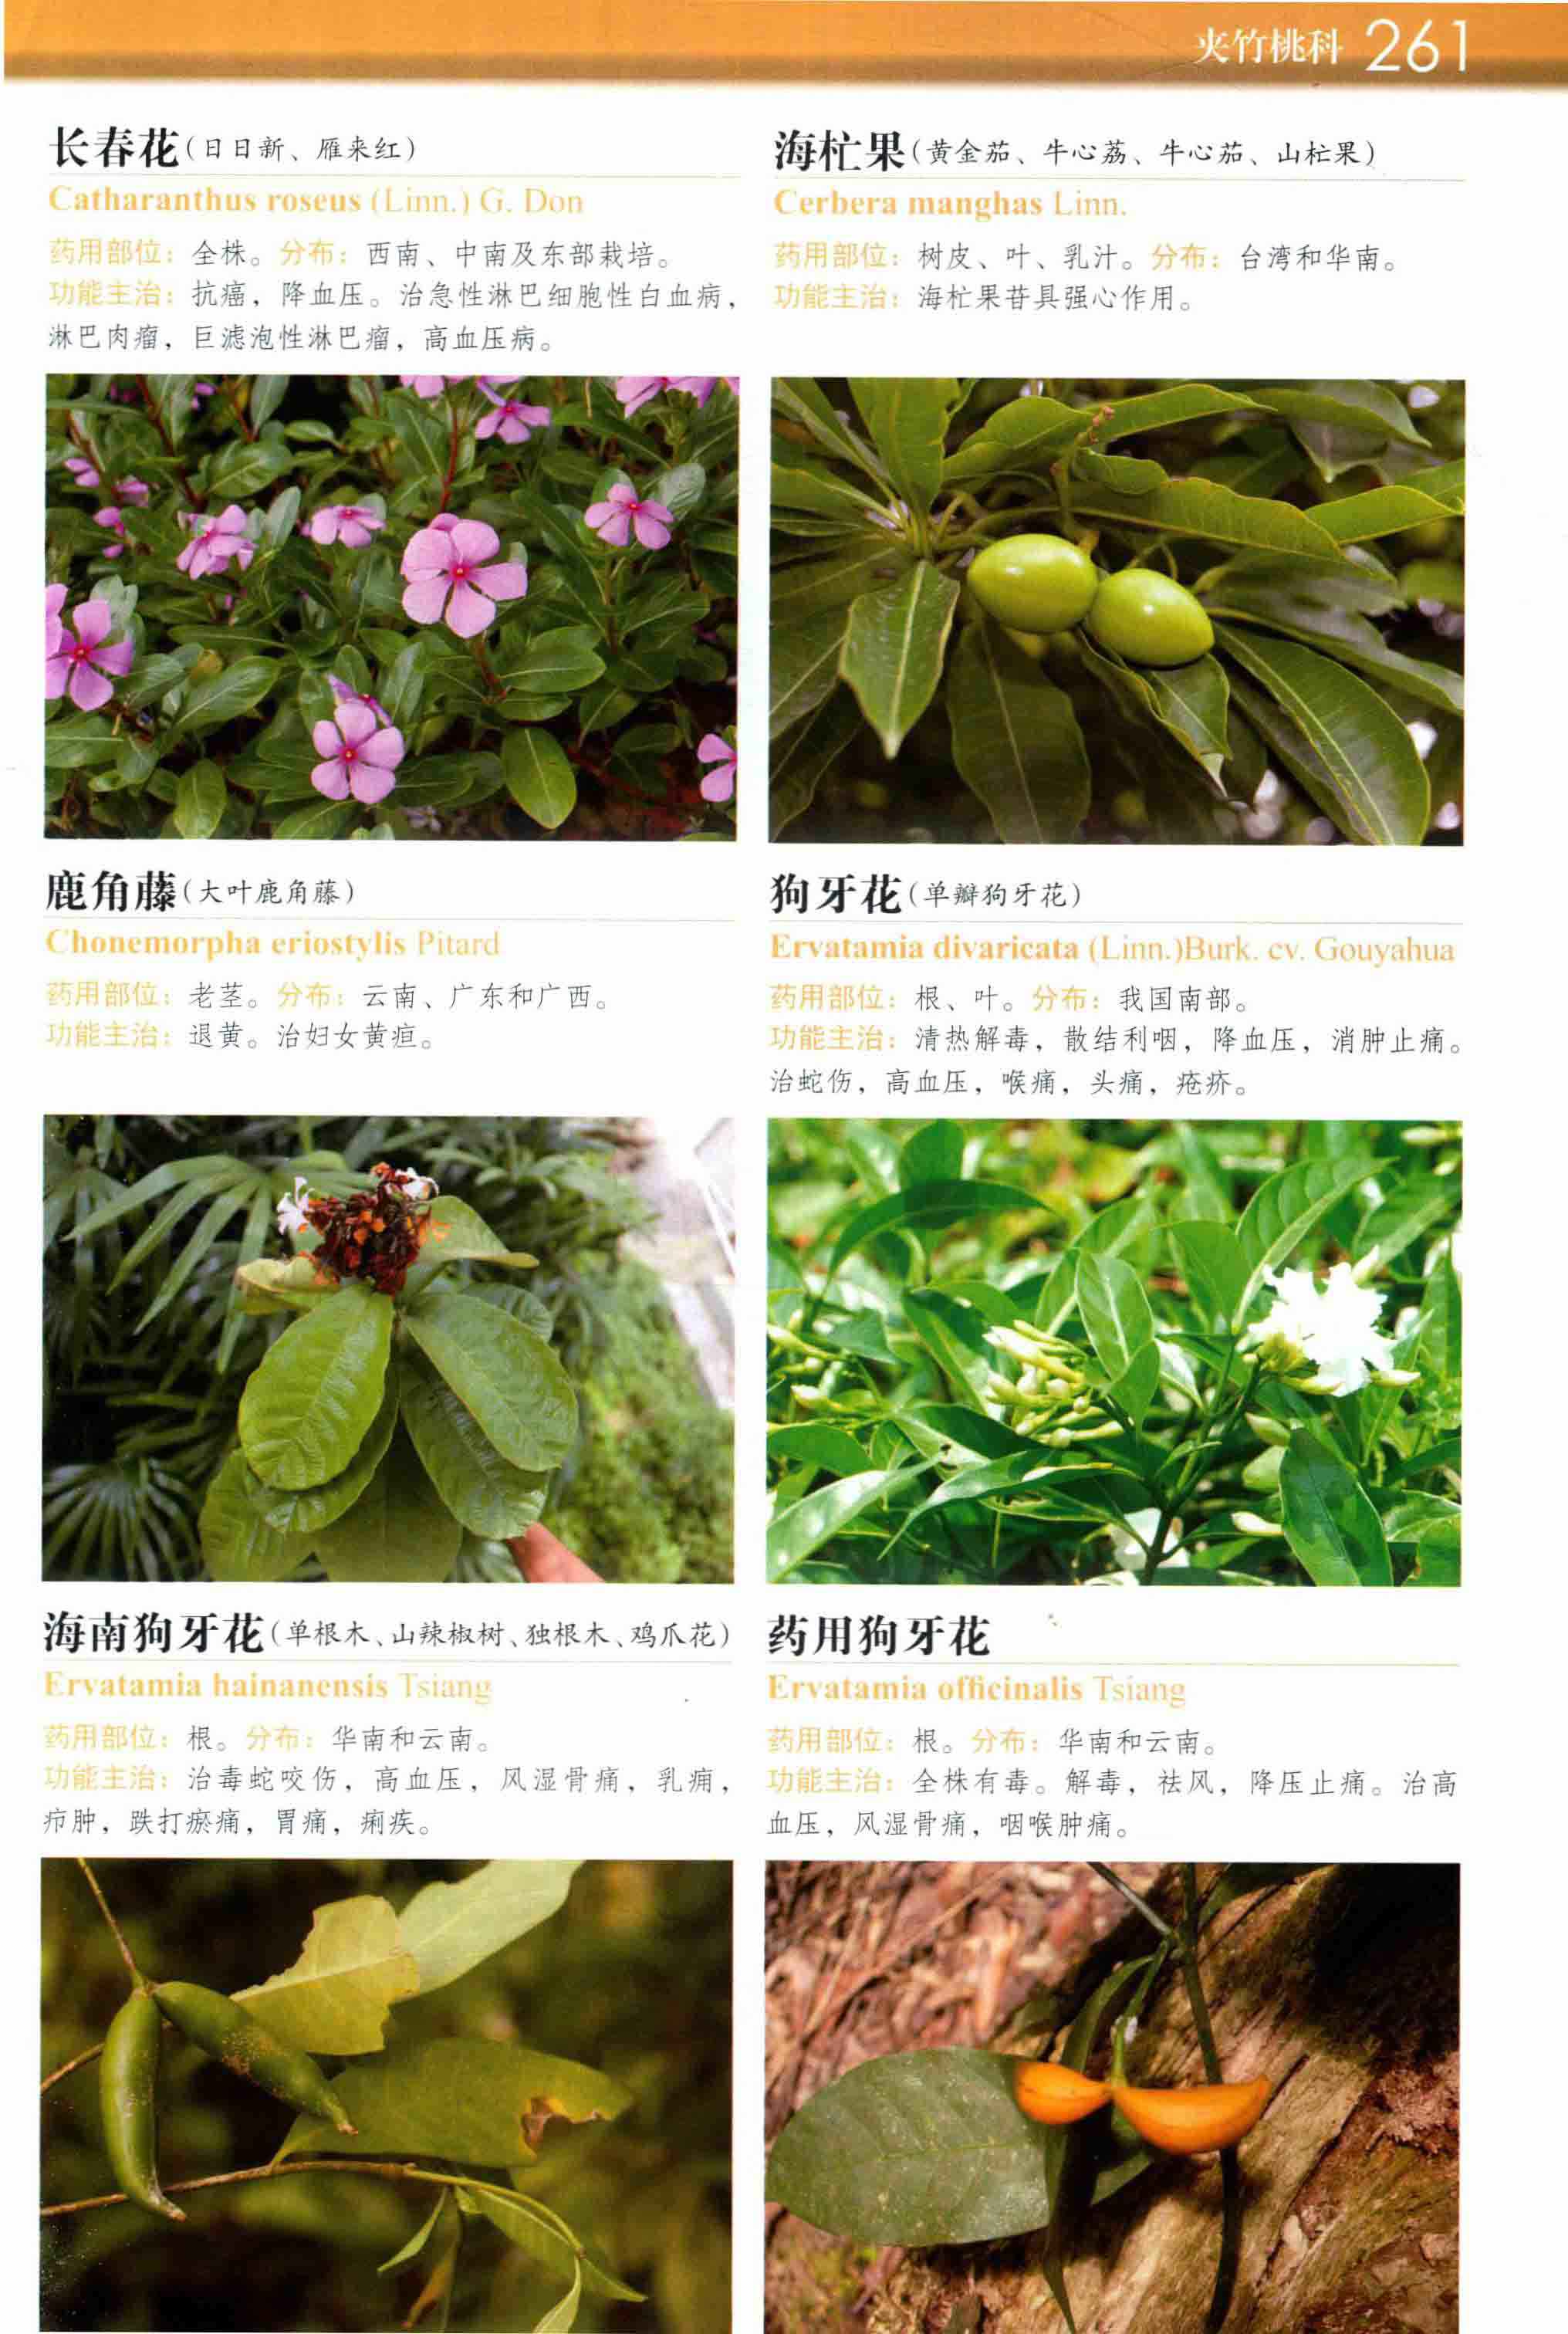 夹竹桃科 261
长春花(日日新、雁来红)
Catharanthus roseus (Linn.) G. Don
药用部位：全株。分布：西南、中南及东部栽培。
功能主治：抗癌，降血压。治急性淋巴细胞性白血病，
淋巴肉瘤，巨滤泡性淋巴瘤，高血压病。
海杧果(黄金茄、牛心荔、牛心茄、山杧果)
Cerbera manghas Linn.
药用部位：树皮、叶、乳汁。分布：台湾和华南。
功能主治：海杧果苷具强心作用。
鹿角藤(大叶鹿角藤)
Chonemorpha eriostylis Pitard
药用部位：老茎。分布：云南、广东和广西。
功能主治：退黄。治妇女黄疸。
狗牙花(单瓣狗牙花)
Ervatamia divaricata (Linn.)Burk. cv. Gouyahua
药用部位：根、叶。分布：我国南部。
功能主治：清热解毒，散结利咽，降血压，消肿止痛。
治蛇伤，高血压，喉痛，头痛，疮疥。
海南狗牙花(单根木、山辣椒树、独根木、鸡爪花)
Ervatamia hainanensis Tsiang
药用部位：根。分布：华南和云南。
功能主治：治毒蛇咬伤，高血压，风湿骨痛，乳痈，
疖肿，跌打瘀痛，胃痛，痢疾。
药用狗牙花
Ervatamia officinalis Tsiang
药用部位：根。分布：华南和云南。
功能主治：全株有毒。解毒，祛风，降压止痛。治高
血压，风湿骨痛，咽喉肿痛。